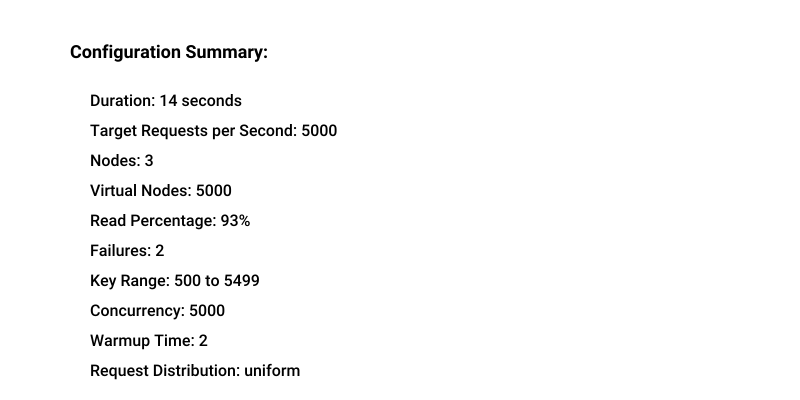 Configuration Summary:
Duration: 14 seconds
Target Requests per Second: 5000
Nodes: 3
Virtual Nodes: 5000
Read Percentage: 93%
Failures: 2
Key Range: 500 to 5499
Concurrency: 5000
Warmup Time: 2
Request Distribution: uniform